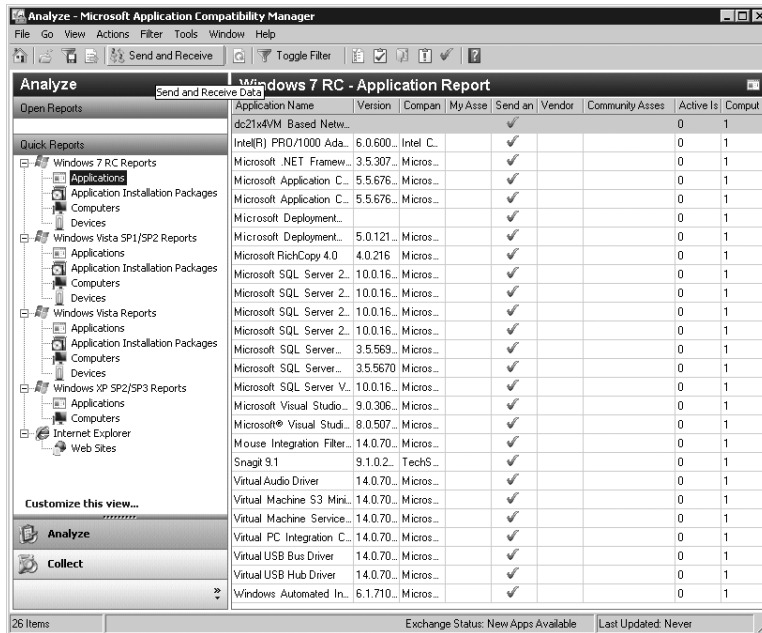 Analyze - Microsoft Application Compatibility Manager
File Go View Actions Filter Tools Window Help
Send and Receive Toggle Filter
Analyze
Send and Receive Data
Windows 7 RC - Application Report
Open Reports
Quick Reports
Windows 7 RC Reports
Applications
Application Installation Packages
Computers
Devices
Windows Vista SP1/SP2 Reports
Applications
Application Installation Packages
Computers
Devices
Windows Vista Reports
Applications
Application Installation Packages
Computers
Devices
Windows XP SP2/SP3 Reports
Applications
Computers
Internet Explorer
Web Sites
Customize this view...
Analyze
Collect
Application Name Version Compan My Asse Send an Vendor Community Asses Active Is Comput
dc21x4VM Based Netw... 0 1
Intel(R) PRO/1000 Ada... 6.0.600... Intel C... 0 1
Microsoft .NET Framew... 3.5.307... Micros... 0 1
Microsoft Application C... 5.5.676... Micros... 0 1
Microsoft Application C... 5.5.676... Micros... 0 1
Microsoft Deployment... 0 1
Microsoft Deployment... 5.0.121... Micros... 0 1
Microsoft RichCopy 4.0 4.0.216 Micros... 0 1
Microsoft SQL Server 2... 10.0.16... Micros... 0 1
Microsoft SQL Server 2... 10.0.16... Micros... 0 1
Microsoft SQL Server 2... 10.0.16... Micros... 0 1
Microsoft SQL Server 2... 10.0.16... Micros... 0 1
Microsoft SQL Server... 3.5.569... Micros... 0 1
Microsoft SQL Server... 3.5.5670 Micros... 0 1
Microsoft SQL Server V... 10.0.16... Micros... 0 1
Microsoft Visual Studio... 9.0.306... Micros... 0 1
Microsoft® Visual Studi... 8.0.507... Micros... 0 1
Mouse Integration Filter... 14.0.70... Micros... 0 1
Snagit 9.1 9.1.0.2... TechS... 0 1
Virtual Audio Driver 14.0.70... Micros... 0 1
Virtual Machine S3 Mini... 14.0.70... Micros... 0 1
Virtual Machine Service... 14.0.70... Micros... 0 1
Virtual PC Integration C... 14.0.70... Micros... 0 1
Virtual USB Bus Driver 14.0.70... Micros... 0 1
Virtual USB Hub Driver 14.0.70... Micros... 0 1
Windows Automated In... 6.1.710... Micros... 0 1
26 Items Exchange Status: New Apps Available Last Updated: Never